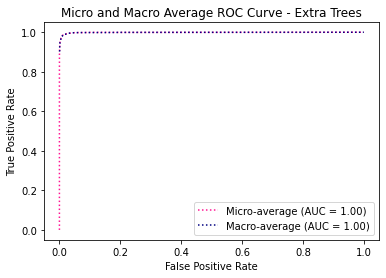 Micro and Macro Average ROC Curve - Extra Trees
1.0
0.8
0.6
0.4
0.2
0.0
True Positive Rate
Micro-average (AUC = 1.00)
Macro-average (AUC = 1.00)
0.0 0.2 0.4 0.6 0.8 1.0
False Positive Rate